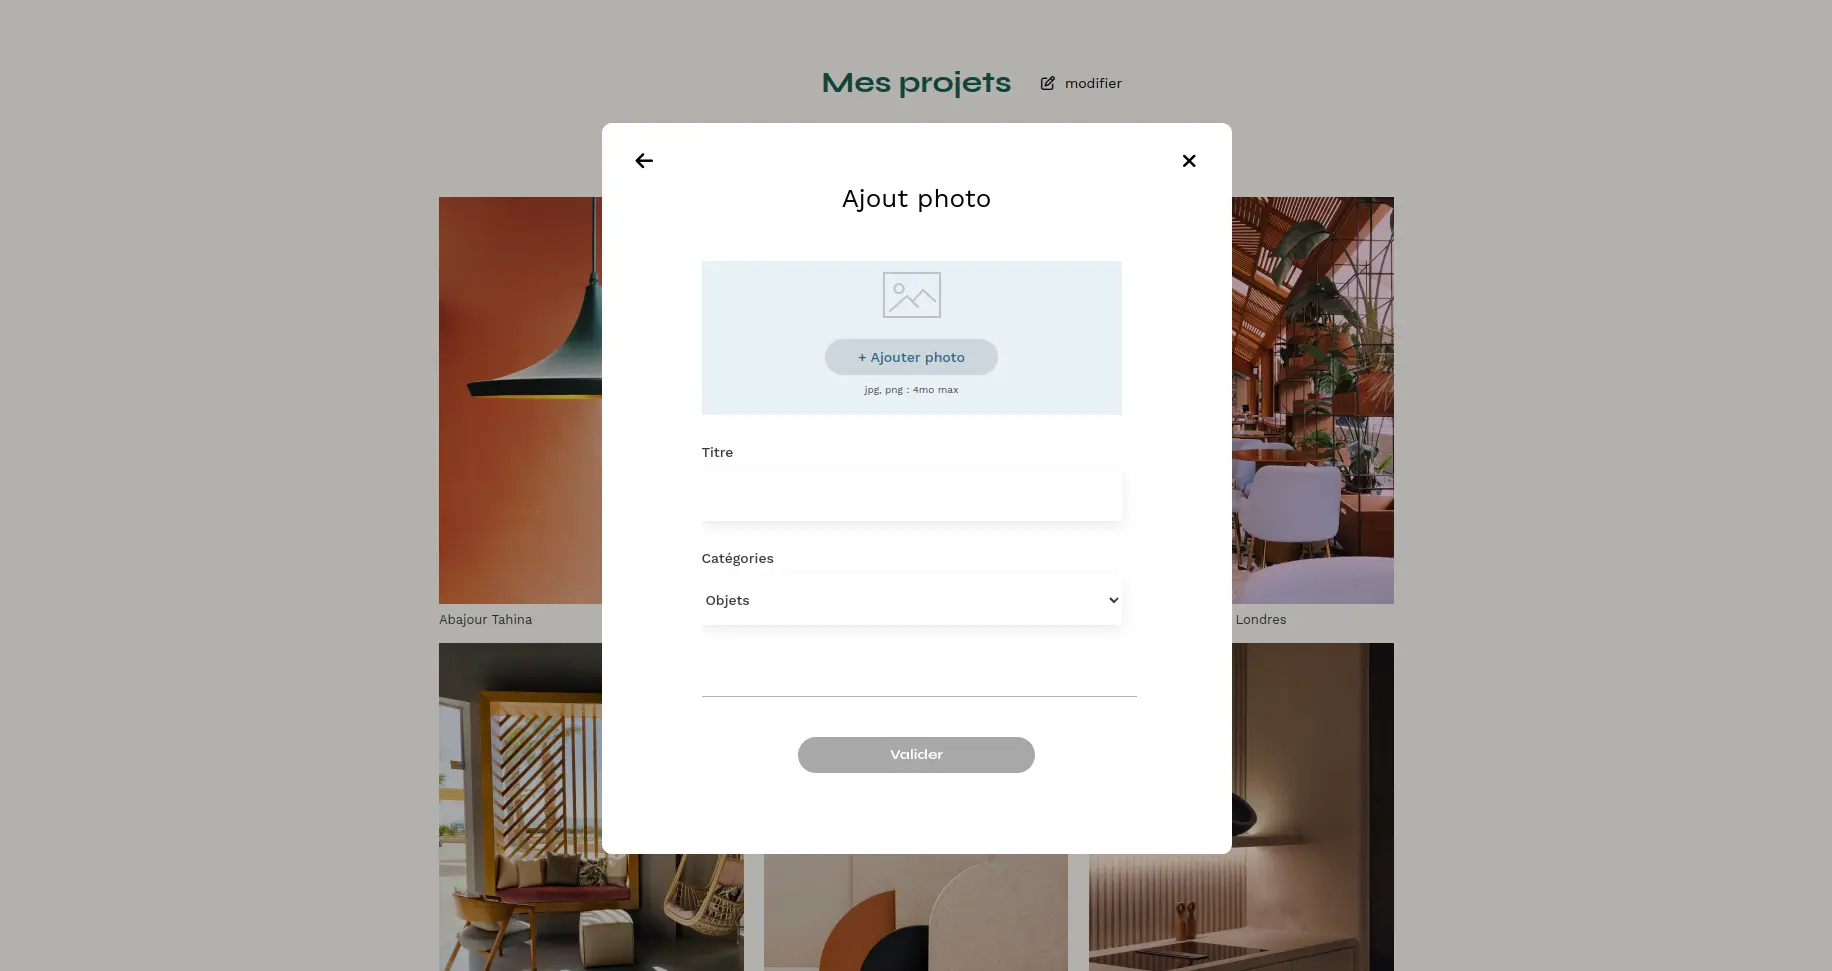 Mes projets
modifier
Ajout photo
+ Ajouter photo
jpg, png : 4mo max
Titre
Catégories
Objets
Valider
Abajour Tahina
Londres